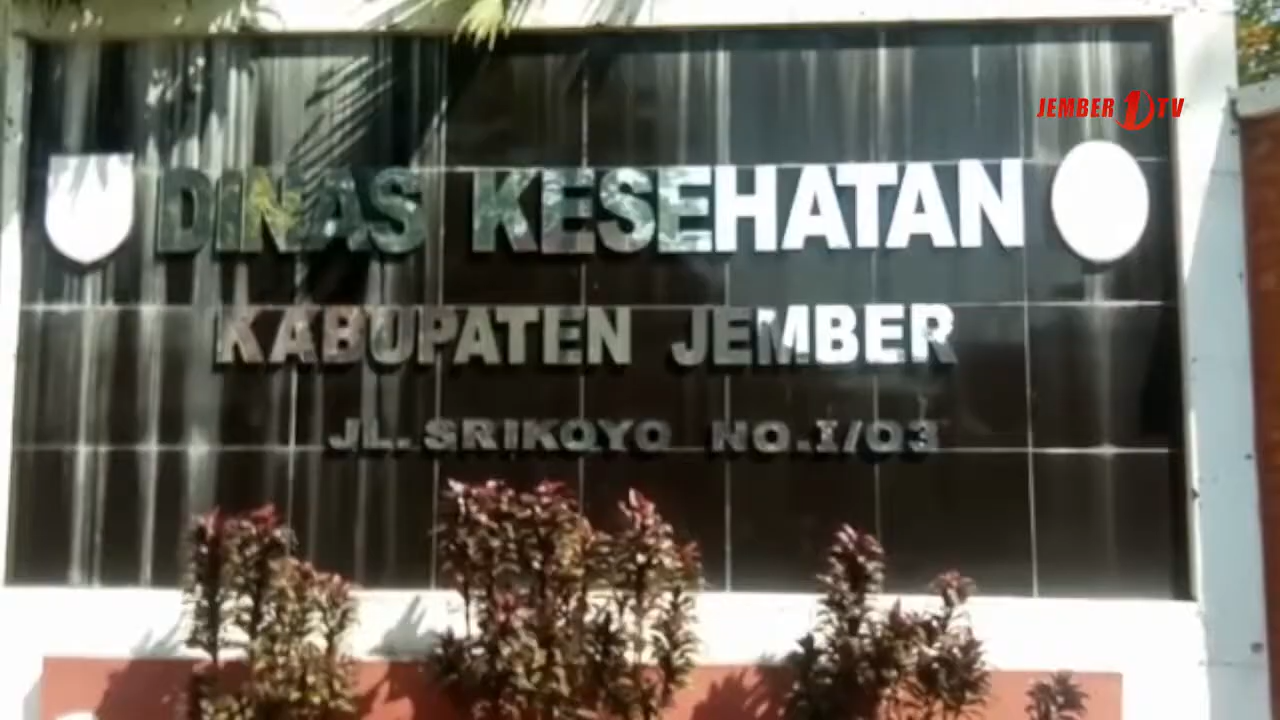 JEMBER 1 TV
DINAS KESEHATAN
KABUPATEN JEMBER
JL. SRIKOYO NO.I/03